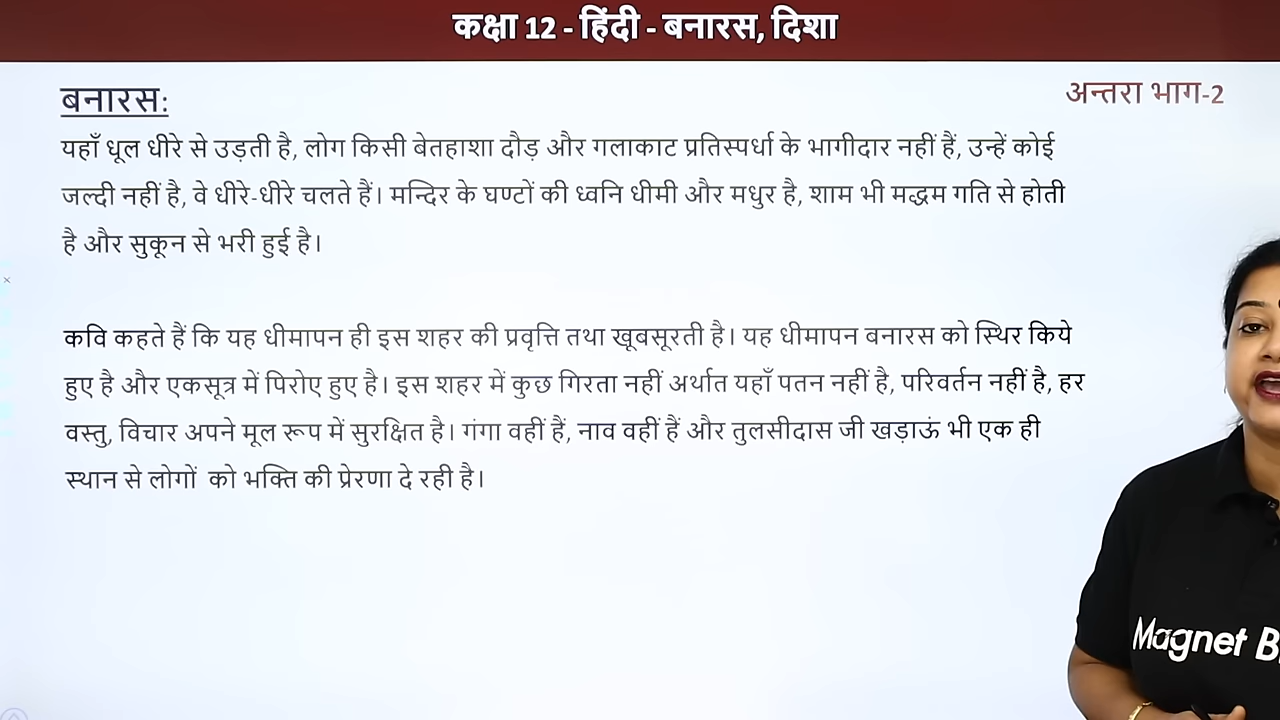 कक्षा 12 - हिंदी - बनारस, दिशा
बनारस:
अन्तरा भाग-2
यहाँ धूल धीरे से उड़ती है, लोग किसी बेतहाशा दौड़ और गलाकाट प्रतिस्पर्धा के भागीदार नहीं हैं, उन्हें कोई
जल्दी नहीं है, वे धीरे-धीरे चलते हैं। मन्दिर के घण्टों की ध्वनि धीमी और मधुर है, शाम भी मद्धम गति से होती
है और सुकून से भरी हुई है।
कवि कहते हैं कि यह धीमापन ही इस शहर की प्रवृत्ति तथा खूबसूरती है। यह धीमापन बनारस को स्थिर किये
हुए है और एकसूत्र में पिरोए हुए है। इस शहर में कुछ गिरता नहीं अर्थात यहाँ पतन नहीं है, परिवर्तन नहीं है, हर
वस्तु, विचार अपने मूल रूप में सुरक्षित है। गंगा वहीं हैं, नाव वहीं हैं और तुलसीदास जी खड़ाऊं भी एक ही
स्थान से लोगों को भक्ति की प्रेरणा दे रही है।
Magnet B